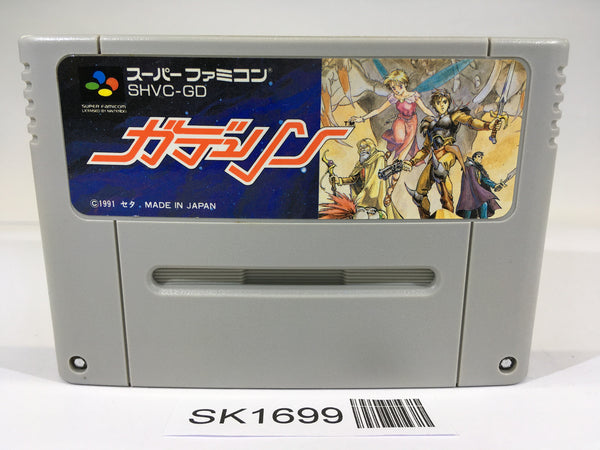 スーパーファミコン
SHVC-GD
SUPER FAMICOM
LICENSED BY NINTENDO
ガデュリン
©1991 セタ . MADE IN JAPAN
SK1699